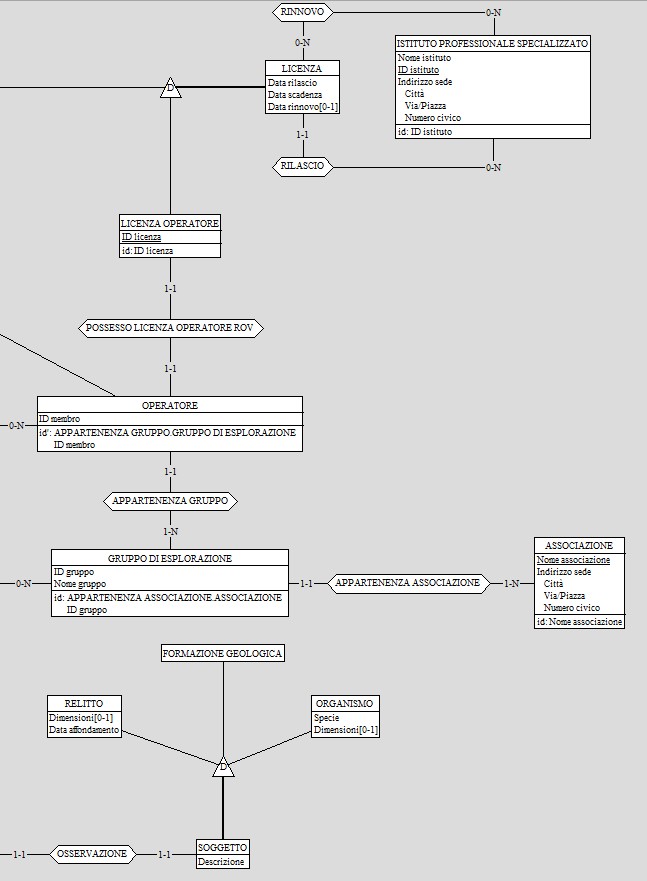 RINNOVO
0-N
0-N
ISTITUTO PROFESSIONALE SPECIALIZZATO
Nome istituto
ID istituto
Indirizzo sede
Città
Via/Piazza
Numero civico
id: ID istituto
LICENZA
Data rilascio
Data scadenza
Data rinnovo[0-1]
D
1-1
RILASCIO
0-N
LICENZA OPERATORE
ID licenza
id: ID licenza
1-1
POSSESSO LICENZA OPERATORE ROV
1-1
OPERATORE
ID membro
id': APPARTENENZA GRUPPO.GRUPPO DI ESPLORAZIONE
ID membro
0-N
1-1
APPARTENENZA GRUPPO
1-N
GRUPPO DI ESPLORAZIONE
ID gruppo
Nome gruppo
id: APPARTENENZA ASSOCIAZIONE.ASSOCIAZIONE
ID gruppo
0-N
1-1
APPARTENENZA ASSOCIAZIONE
1-N
ASSOCIAZIONE
Nome associazione
Indirizzo sede
Città
Via/Piazza
Numero civico
id: Nome associazione
FORMAZIONE GEOLOGICA
RELITTO
Dimensioni[0-1]
Data affondamento
ORGANISMO
Specie
Dimensioni[0-1]
D
1-1
OSSERVAZIONE
1-1
SOGGETTO
Descrizione